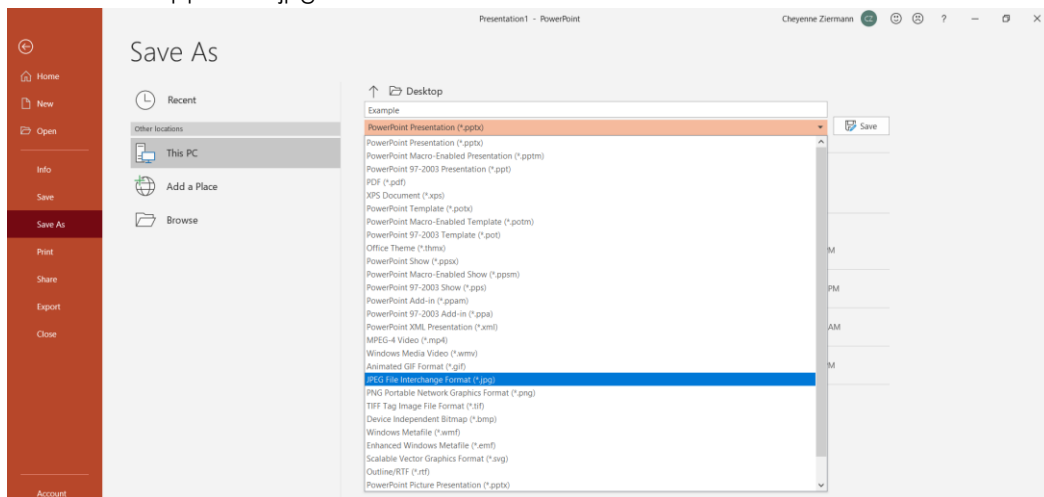 Presentation1 - PowerPoint
Cheyenne Ziermann
CZ
?
Save As
Home
New
Open
Info
Save
Save As
Print
Share
Export
Close
Account
Recent
Other locations
This PC
Add a Place
Browse
Desktop
Example
PowerPoint Presentation (*.pptx)
Save
PowerPoint Presentation (*.pptx)
PowerPoint Macro-Enabled Presentation (*.pptm)
PowerPoint 97-2003 Presentation (*.ppt)
PDF (*.pdf)
XPS Document (*.xps)
PowerPoint Template (*.potx)
PowerPoint Macro-Enabled Template (*.potm)
PowerPoint 97-2003 Template (*.pot)
Office Theme (*.thmx)
PowerPoint Show (*.ppsx)
PowerPoint Macro-Enabled Show (*.ppsm)
PowerPoint 97-2003 Show (*.pps)
PowerPoint Add-in (*.ppam)
PowerPoint 97-2003 Add-in (*.ppa)
PowerPoint XML Presentation (*.xml)
MPEG-4 Video (*.mp4)
Windows Media Video (*.wmv)
Animated GIF Format (*.gif)
JPEG File Interchange Format (*.jpg)
PNG Portable Network Graphics Format (*.png)
TIFF Tag Image File Format (*.tif)
Device Independent Bitmap (*.bmp)
Windows Metafile (*.wmf)
Enhanced Windows Metafile (*.emf)
Scalable Vector Graphics Format (*.svg)
Outline/RTF (*.rtf)
PowerPoint Picture Presentation (*.pptx)
PM
AM